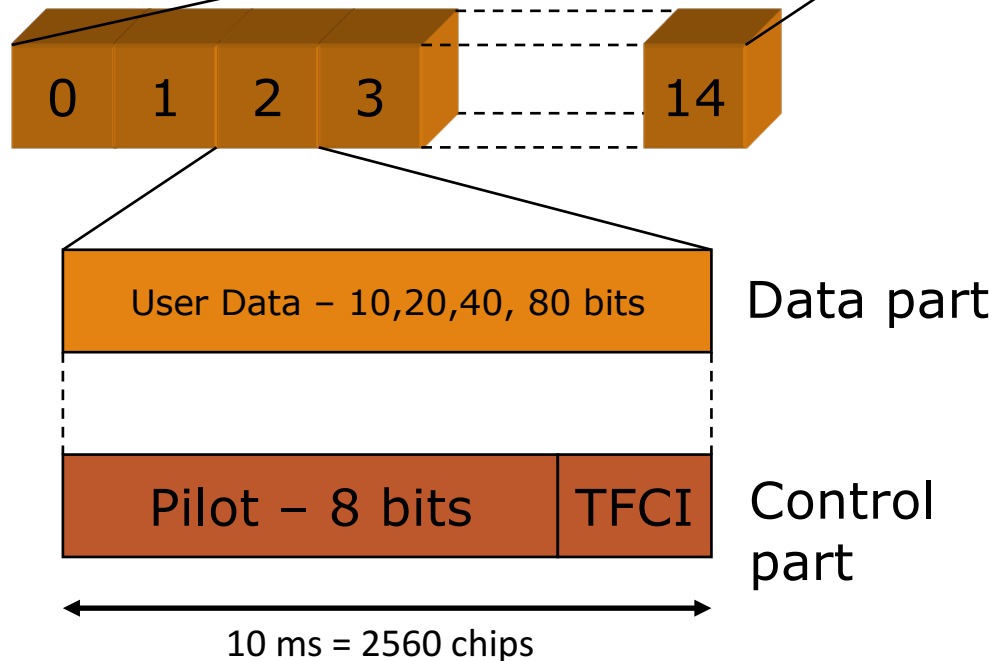 0 1 2 3 14
User Data – 10,20,40, 80 bits
Data part
Pilot – 8 bits
TFCI
Control
part
10 ms = 2560 chips